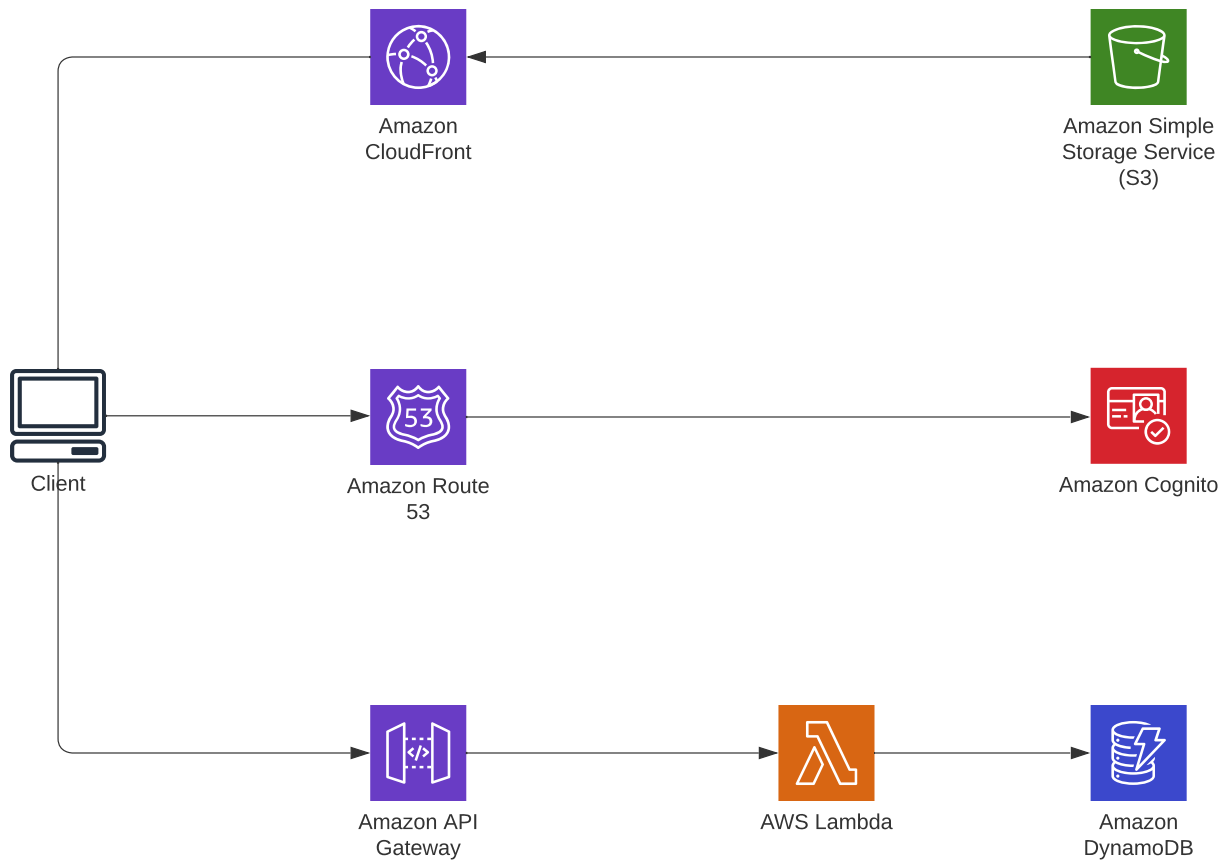 Amazon
CloudFront
Amazon Simple
Storage Service
(S3)
Client
53
Amazon Route
53
Amazon Cognito
</>
Amazon API
Gateway
AWS Lambda
Amazon
DynamoDB